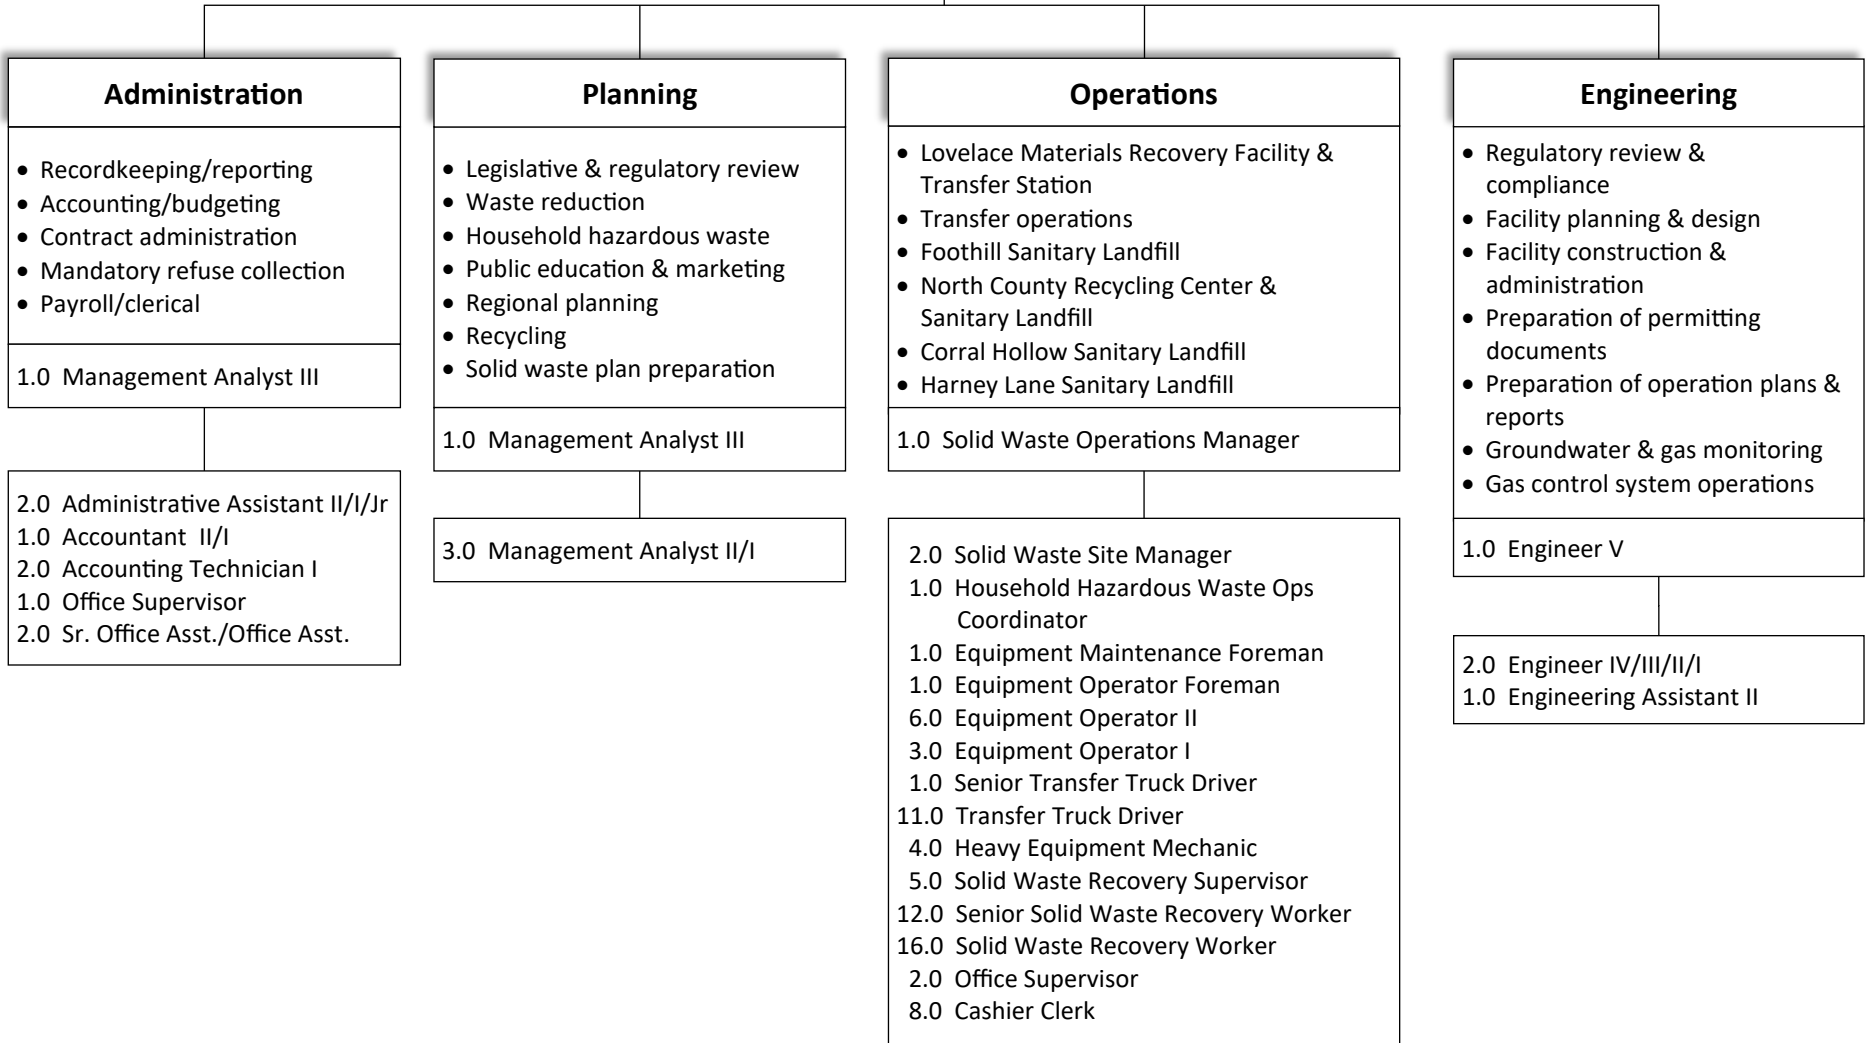 Administration
• Recordkeeping/reporting
• Accounting/budgeting
• Contract administration
• Mandatory refuse collection
• Payroll/clerical
1.0 Management Analyst III
2.0 Administrative Assistant II/I/Jr
1.0 Accountant II/I
2.0 Accounting Technician I
1.0 Office Supervisor
2.0 Sr. Office Asst./Office Asst.
Planning
• Legislative & regulatory review
• Waste reduction
• Household hazardous waste
• Public education & marketing
• Regional planning
• Recycling
• Solid waste plan preparation
1.0 Management Analyst III
3.0 Management Analyst II/I
Operations
• Lovelace Materials Recovery Facility &
Transfer Station
• Transfer operations
• Foothill Sanitary Landfill
• North County Recycling Center &
Sanitary Landfill
• Corral Hollow Sanitary Landfill
• Harney Lane Sanitary Landfill
1.0 Solid Waste Operations Manager
2.0 Solid Waste Site Manager
1.0 Household Hazardous Waste Ops
Coordinator
1.0 Equipment Maintenance Foreman
1.0 Equipment Operator Foreman
6.0 Equipment Operator II
3.0 Equipment Operator I
1.0 Senior Transfer Truck Driver
11.0 Transfer Truck Driver
4.0 Heavy Equipment Mechanic
5.0 Solid Waste Recovery Supervisor
12.0 Senior Solid Waste Recovery Worker
16.0 Solid Waste Recovery Worker
2.0 Office Supervisor
8.0 Cashier Clerk
Engineering
• Regulatory review &
compliance
• Facility planning & design
• Facility construction &
administration
• Preparation of permitting
documents
• Preparation of operation plans &
reports
• Groundwater & gas monitoring
• Gas control system operations
1.0 Engineer V
2.0 Engineer IV/III/II/I
1.0 Engineering Assistant II